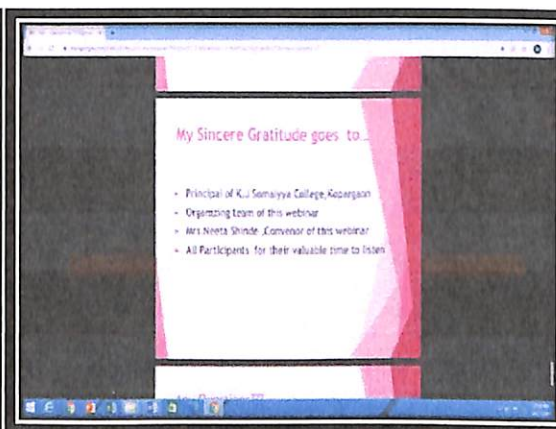 My Sincere Gratitude goes to...
Principal of K.J Somaiyya College,Kopargaon
Organizing team of this webinar
Mrs Neeta Shinde ,Convenor of this webinar
All Participants for their valuable time to listen